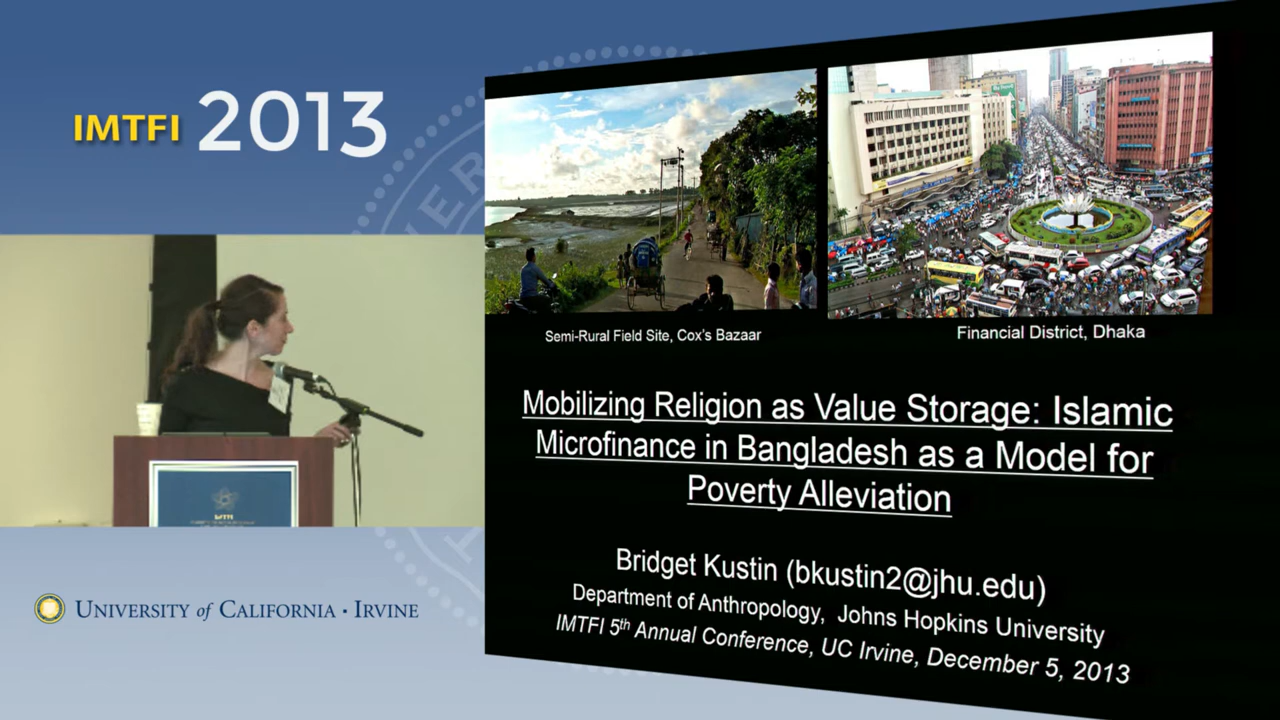 IMTFI 2013
Semi-Rural Field Site, Cox's Bazaar
Financial District, Dhaka
Mobilizing Religion as Value Storage: Islamic
Microfinance in Bangladesh as a Model for
Poverty Alleviation
Bridget Kustin (bkustin2@jhu.edu)
Department of Anthropology, Johns Hopkins University
IMTFI 5th Annual Conference, UC Irvine, December 5, 2013
IMTFI
UNIVERSITY of CALIFORNIA · IRVINE